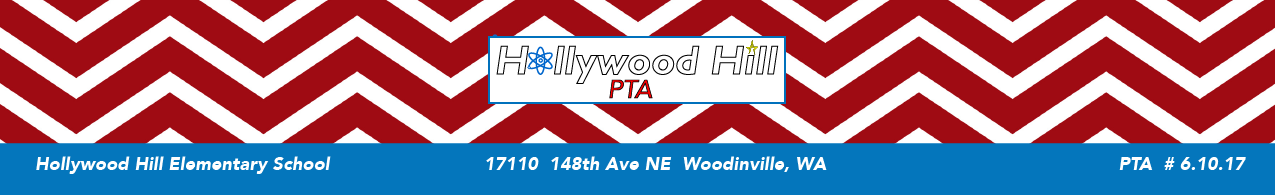 Hollywood Hill
PTA
Hollywood Hill Elementary School 17110 148th Ave NE Woodinville, WA PTA # 6.10.17